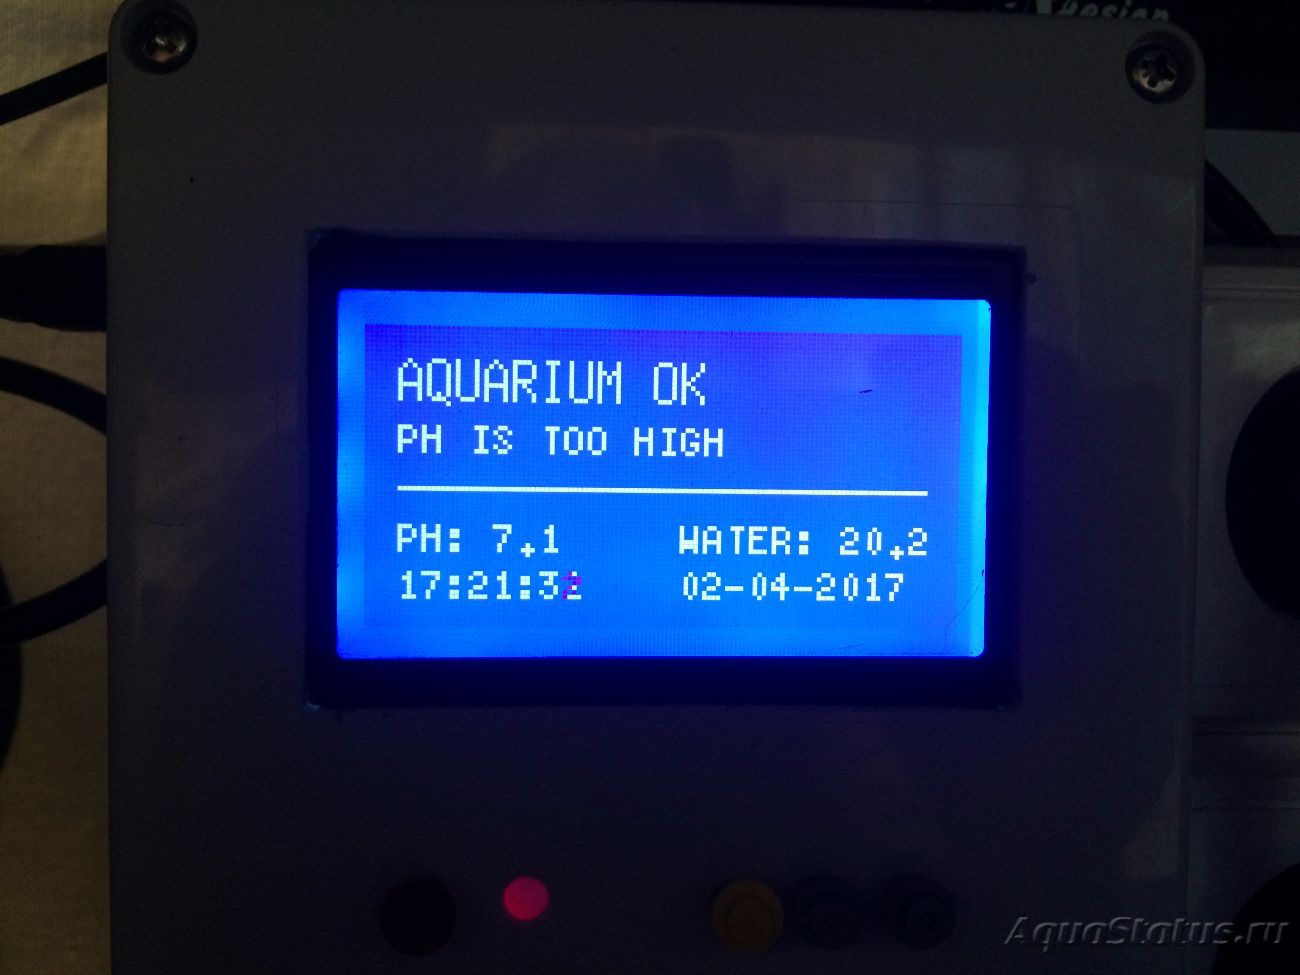 Design
AQUARIUM OK
PH IS TOO HIGH
PH: 7,1 WATER: 20,2
17:21:32 02-04-2017
AquaStatus.ru